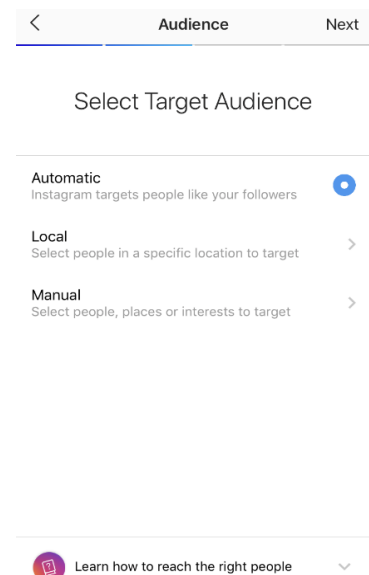 Audience
Next
Select Target Audience
Automatic
Instagram targets people like your followers
Local
Select people in a specific location to target
Manual
Select people, places or interests to target
Learn how to reach the right people